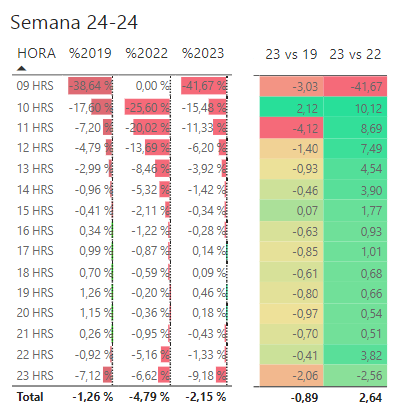 Semana 24-24
HORA %2019 %2022 %2023 23 vs 19 23 vs 22
09 HRS -38,64 % 0,00 % -41,67 % -3,03 -41,67
10 HRS -17,60 % -25,60 % -15,48 % 2,12 10,12
11 HRS -7,20 % -20,02 % -11,33 % -4,12 8,69
12 HRS -4,79 % -13,69 % -6,20 % -1,40 7,49
13 HRS -2,99 % -8,46 % -3,92 % -0,93 4,54
14 HRS -0,96 % -5,32 % -1,42 % -0,46 3,90
15 HRS -0,41 % -2,11 % -0,34 % 0,07 1,77
16 HRS 0,34 % -1,22 % -0,28 % -0,63 0,93
17 HRS 0,99 % -0,87 % 0,14 % -0,85 1,01
18 HRS 0,70 % -0,59 % 0,09 % -0,61 0,68
19 HRS 1,26 % -0,20 % 0,46 % -0,80 0,66
20 HRS 1,15 % -0,36 % 0,18 % -0,97 0,54
21 HRS 0,26 % -0,95 % -0,43 % -0,70 0,51
22 HRS -0,92 % -5,16 % -1,33 % -0,41 3,82
23 HRS -7,12 % -6,62 % -9,18 % -2,06 -2,56
Total -1,26 % -4,79 % -2,15 % -0,89 2,64